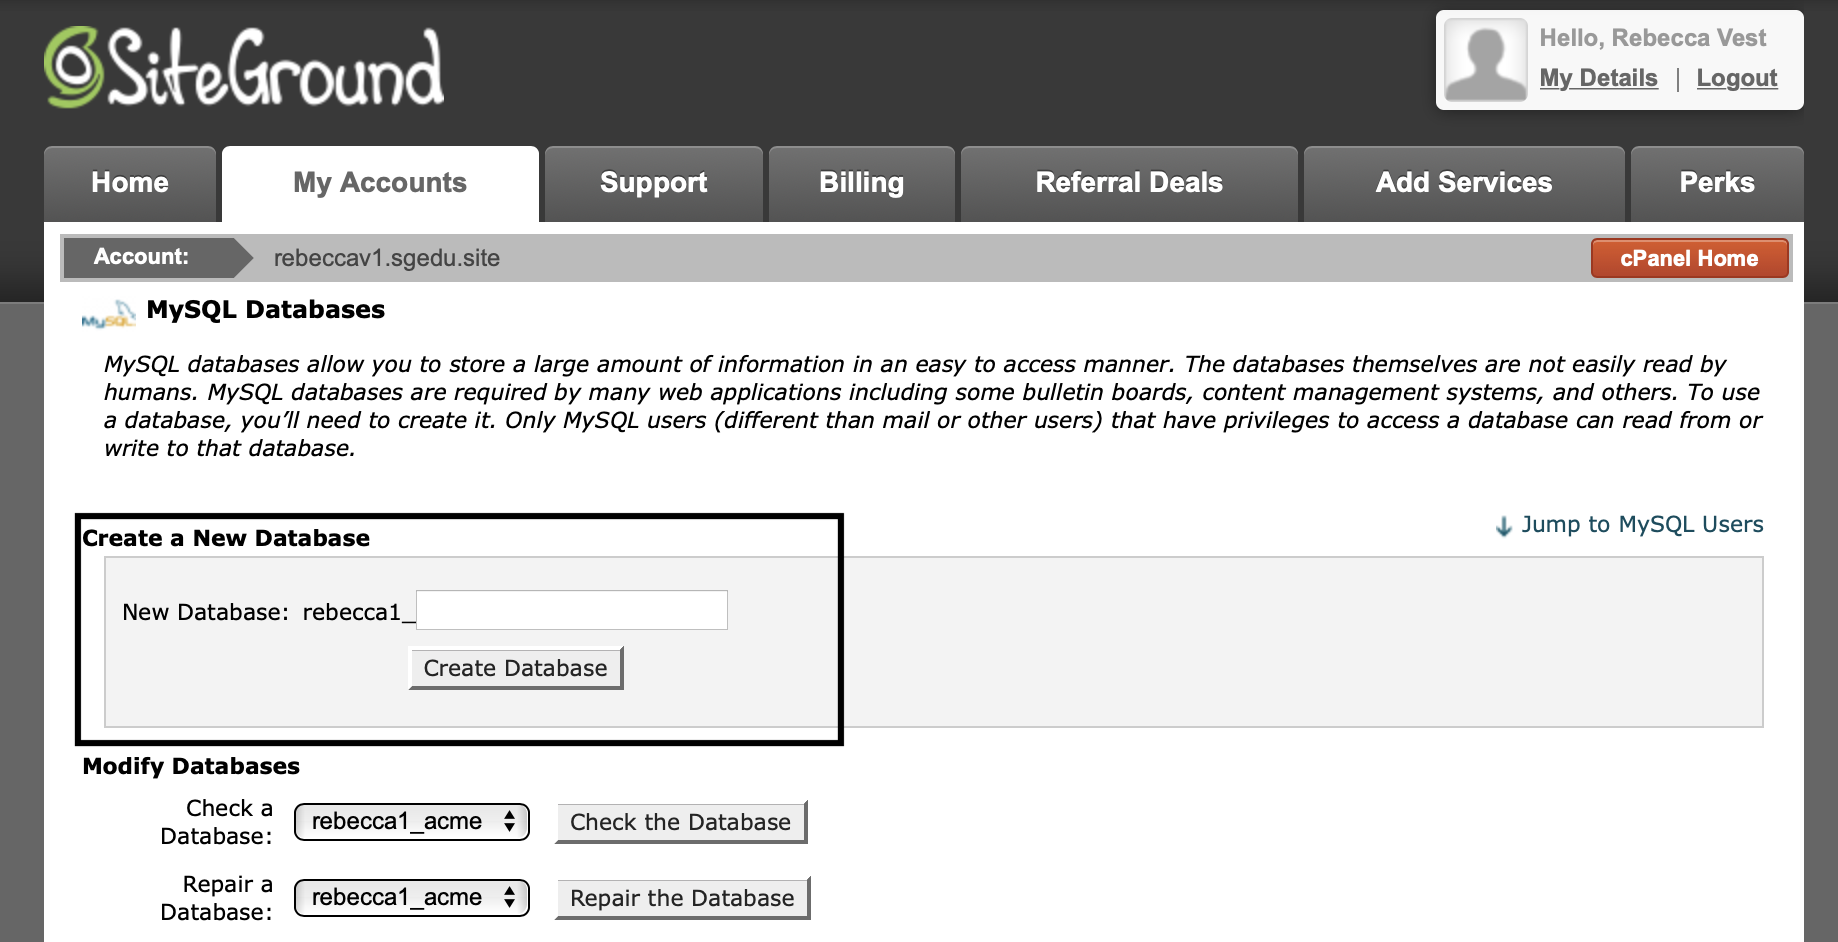 SiteGround
Hello, Rebecca Vest
My Details | Logout
Home
My Accounts
Support
Billing
Referral Deals
Add Services
Perks
Account:
rebeccav1.sgedu.site
cPanel Home
MySQL
MySQL Databases
MySQL databases allow you to store a large amount of information in an easy to access manner. The databases themselves are not easily read by
humans. MySQL databases are required by many web applications including some bulletin boards, content management systems, and others. To use
a database, you’ll need to create it. Only MySQL users (different than mail or other users) that have privileges to access a database can read from or
write to that database.
Jump to MySQL Users
Create a New Database
New Database: rebecca1_
Create Database
Modify Databases
Check a
Database:
rebecca1_acme
Check the Database
Repair a
Database:
rebecca1_acme
Repair the Database